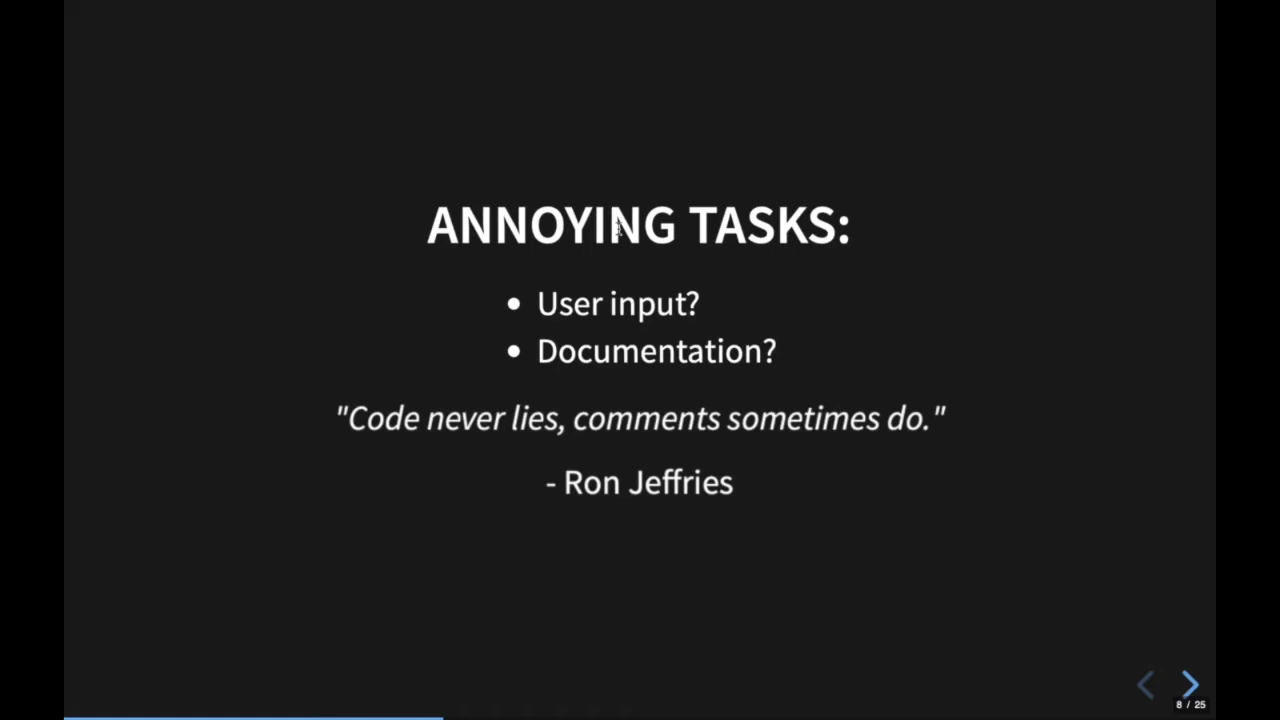 ANNOYING TASKS:
• User input?
• Documentation?
"Code never lies, comments sometimes do."
- Ron Jeffries
8 / 25